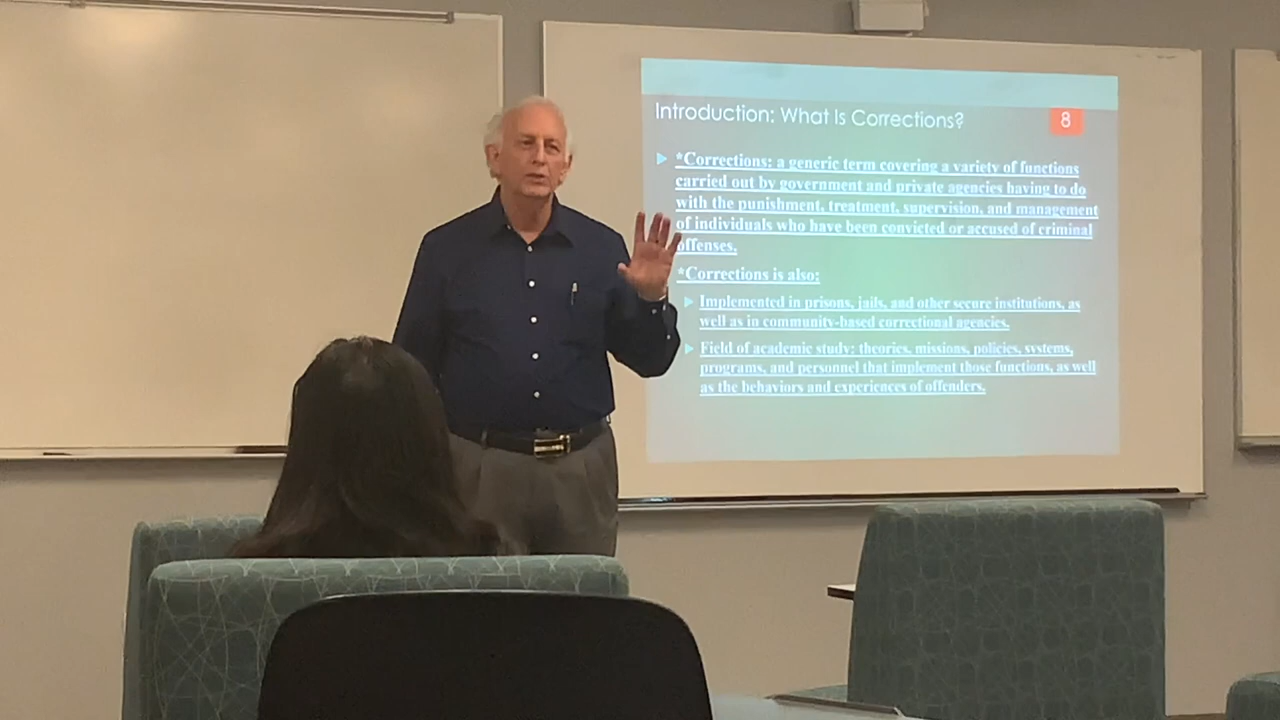 Introduction: What Is Corrections?
8
*Corrections: a generic term covering a variety of functions
carried out by government and private agencies having to do
with the punishment, treatment, supervision, and management
of individuals who have been convicted or accused of criminal
offenses.
*Corrections is also:
Implemented in prisons, jails, and other secure institutions, as
well as in community-based correctional agencies.
Field of academic study: theories, missions, policies, systems,
programs, and personnel that implement those functions, as well
as the behaviors and experiences of offenders.